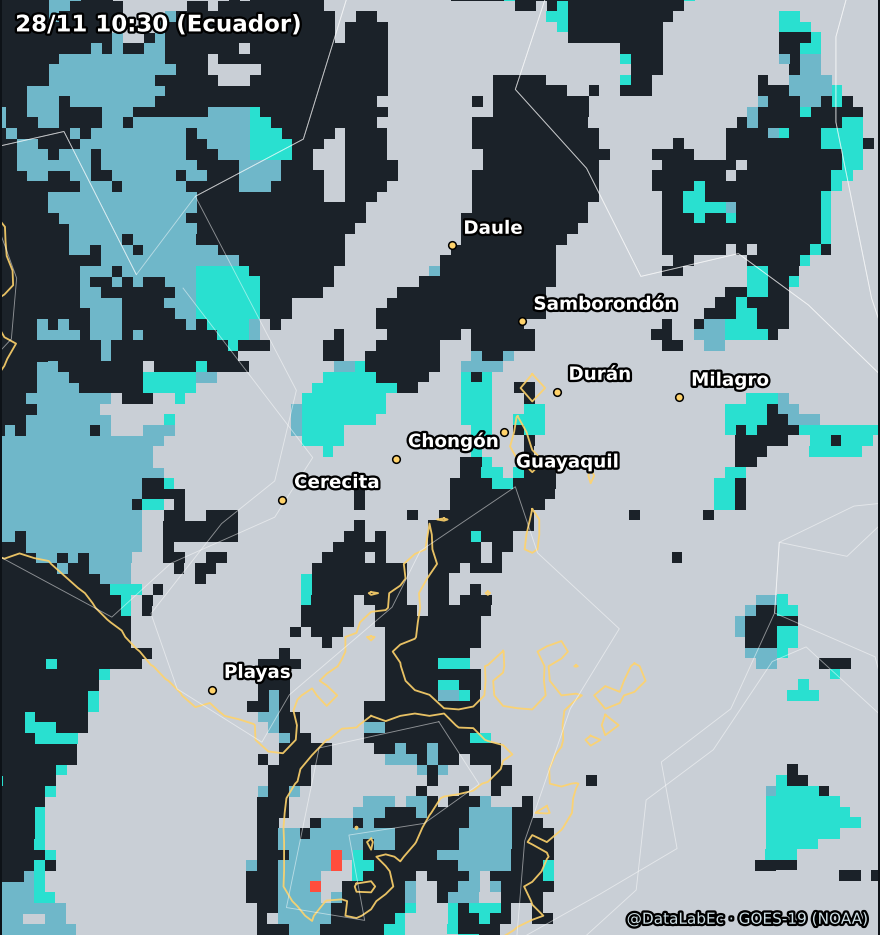 28/11 10:30 (Ecuador)
Daule
Samborondón
Durán
Milagro
Chongón
Guayaquil
Cerecita
Playas
@DataLabEc · GOES-19 (NOAA)